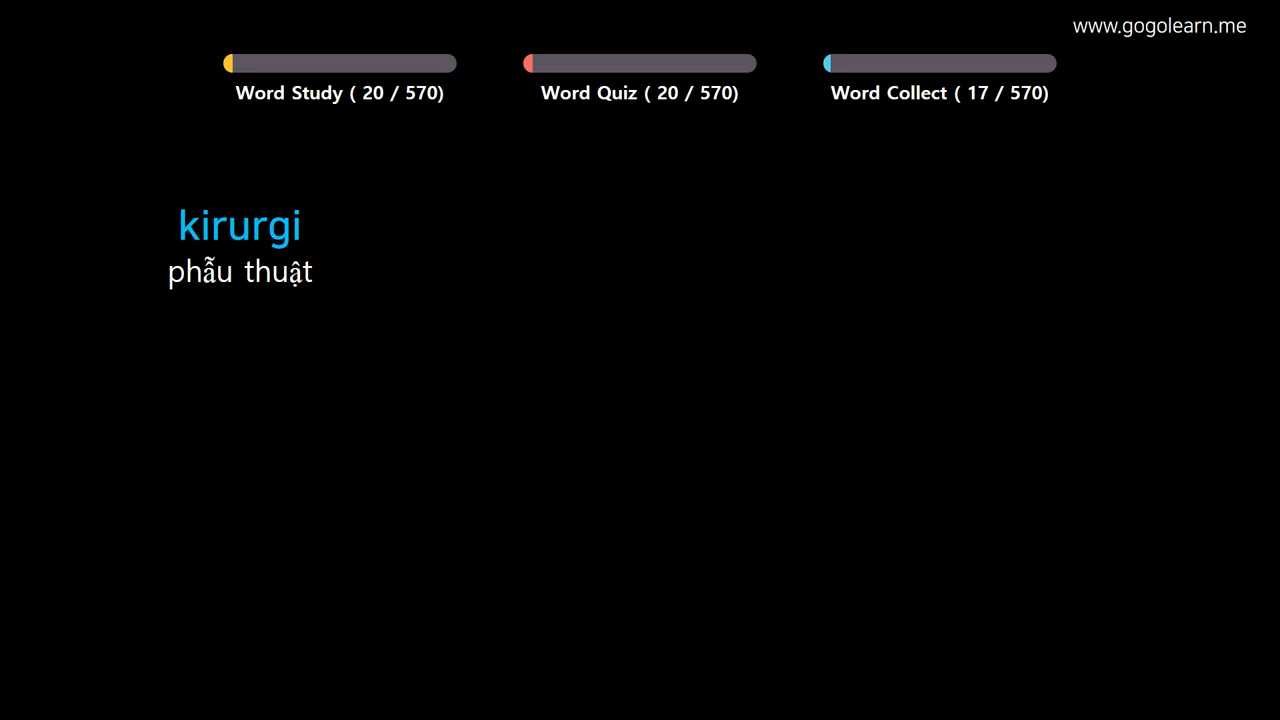 www.gogolearn.me
Word Study ( 20 / 570)
Word Quiz ( 20 / 570)
Word Collect ( 17 / 570)
kirurgi
phẫu thuật